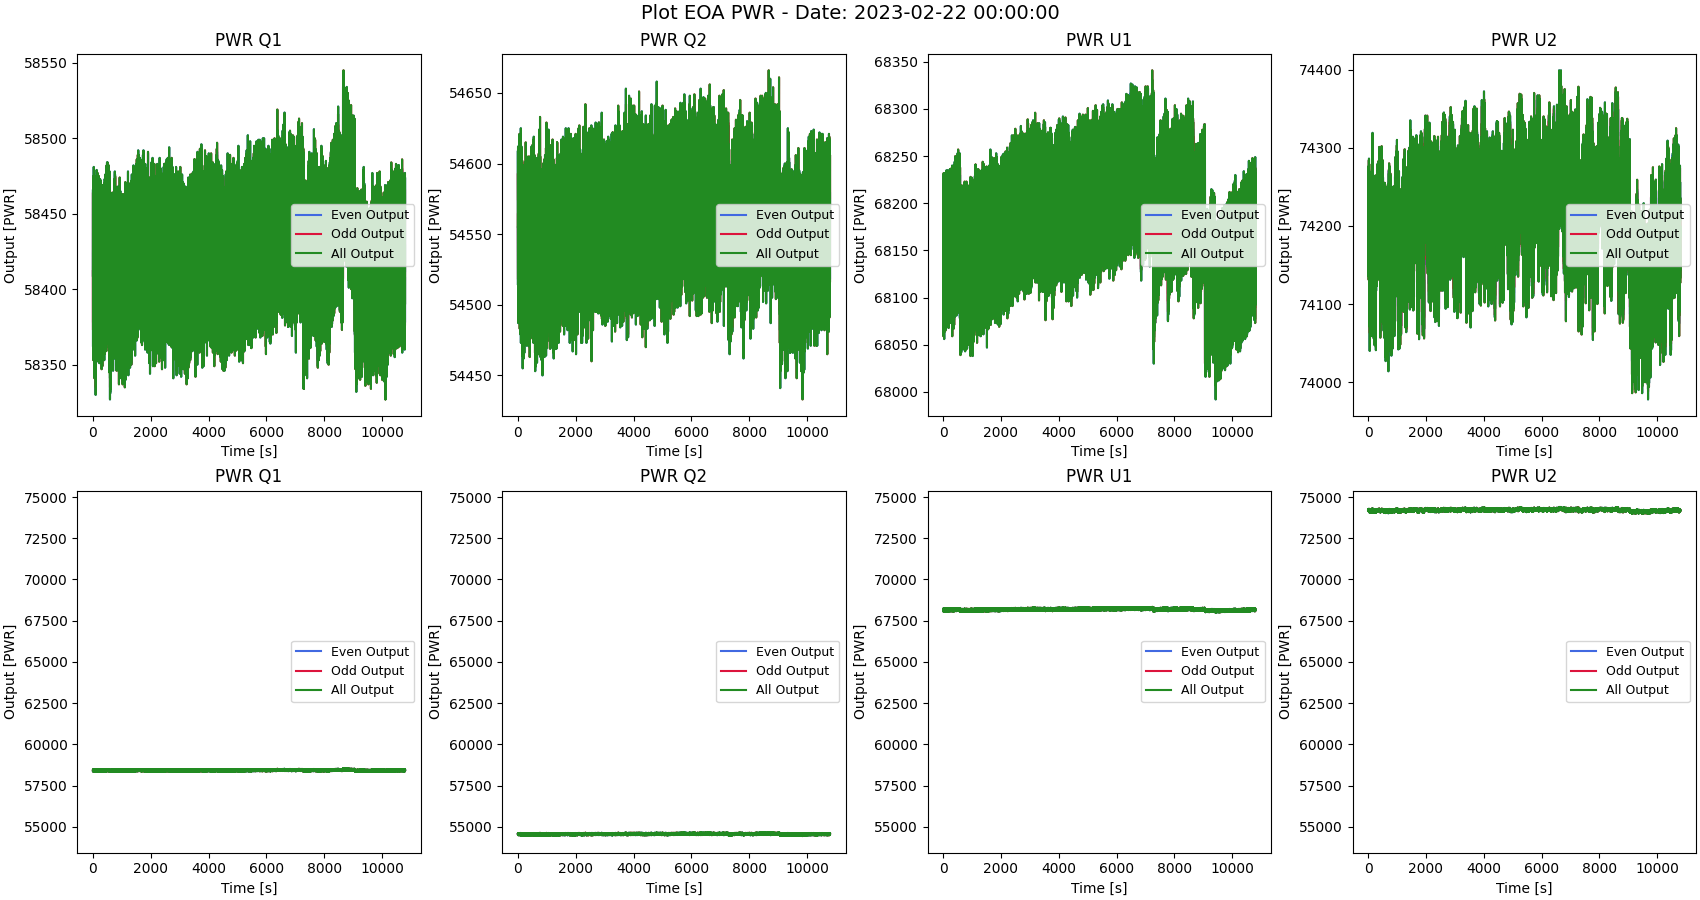 Plot EOA PWR - Date: 2023-02-22 00:00:00
PWR Q1
Output [PWR]
58550
58500
58450
58400
58350
Even Output
Odd Output
All Output
0 2000 4000 6000 8000 10000
Time [s]
PWR Q2
Output [PWR]
54650
54600
54550
54500
54450
Even Output
Odd Output
All Output
0 2000 4000 6000 8000 10000
Time [s]
PWR U1
Output [PWR]
68350
68300
68250
68200
68150
68100
68050
68000
Even Output
Odd Output
All Output
0 2000 4000 6000 8000 10000
Time [s]
PWR U2
Output [PWR]
74400
74300
74200
74100
74000
Even Output
Odd Output
All Output
0 2000 4000 6000 8000 10000
Time [s]
PWR Q1
Output [PWR]
75000
72500
70000
67500
65000
62500
60000
57500
55000
Even Output
Odd Output
All Output
0 2000 4000 6000 8000 10000
Time [s]
PWR Q2
Output [PWR]
75000
72500
70000
67500
65000
62500
60000
57500
55000
Even Output
Odd Output
All Output
0 2000 4000 6000 8000 10000
Time [s]
PWR U1
Output [PWR]
75000
72500
70000
67500
65000
62500
60000
57500
55000
Even Output
Odd Output
All Output
0 2000 4000 6000 8000 10000
Time [s]
PWR U2
Output [PWR]
75000
72500
70000
67500
65000
62500
60000
57500
55000
Even Output
Odd Output
All Output
0 2000 4000 6000 8000 10000
Time [s]